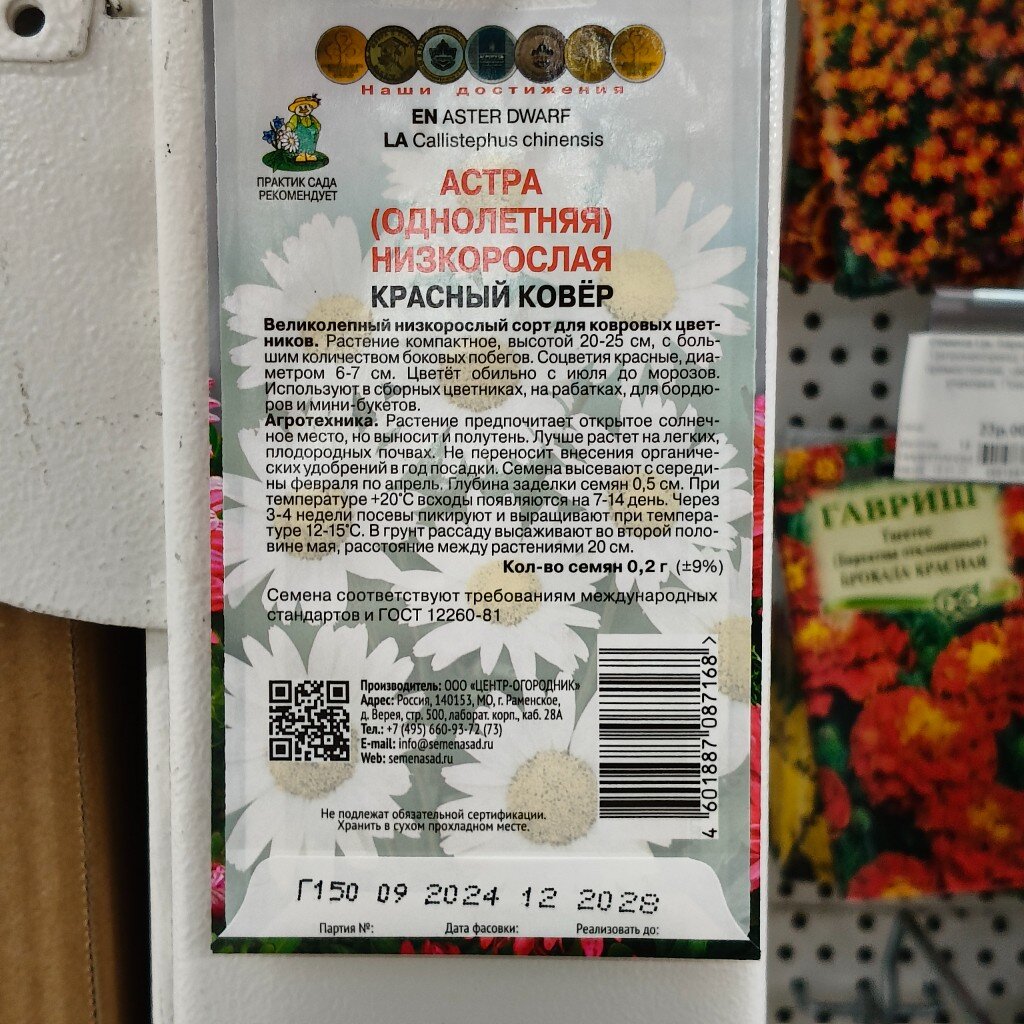 Наши достижения
EN ASTER DWARF
LA Callistephus chinensis
ПРАКТИК САДА
РЕКОМЕНДУЕТ
АСТРА
(ОДНОЛЕТНЯЯ)
НИЗКОРОСЛАЯ
КРАСНЫЙ КОВЁР
Великолепный низкорослый сорт для ковровых цвет-
ников. Растение компактное, высотой 20-25 см, с боль-
шим количеством боковых побегов. Соцветия красные, диа-
метром 6-7 см. Цветёт обильно с июля до морозов.
Используют в сборных цветниках, на рабатках, для бордю-
ров и мини-букетов.
Агротехника. Растение предпочитает открытое солнеч-
ное место, но выносит и полутень. Лучше растет на легких,
плодородных почвах. Не переносит внесения органичес-
ких удобрений в год посадки. Семена высевают с середи-
ны февраля по апрель. Глубина заделки семян 0,5 см. При
температуре +20°С всходы появляются на 7-14 день. Через
3-4 недели посевы пикируют и выращивают при темпера-
туре 12-15°С. В грунт рассаду высаживают во второй поло-
вине мая, расстояние между растениями 20 см.
Кол-во семян 0,2 г (±9%)
Семена соответствуют требованиям международных
стандартов и ГОСТ 12260-81
Производитель: ООО «ЦЕНТР-ОГОРОДНИК»
Адрес: Россия, 140153, МО, г. Раменское,
д. Верея, стр. 500, лаборат. корп., каб. 28А
Тел.: +7 (495) 660-93-72 (73)
E-mail: info@semenasad.ru
Web: semenasad.ru
4 601887 087168 >
Не подлежат обязательной сертификации.
Хранить в сухом прохладном месте.
Г150 09 2024 12 2028
Партия №: Дата фасовки: Реализовать до:
ГАВРИШ
Тагетес
(Бархатцы отклоненные)
БРОКАДА КРАСНАЯ